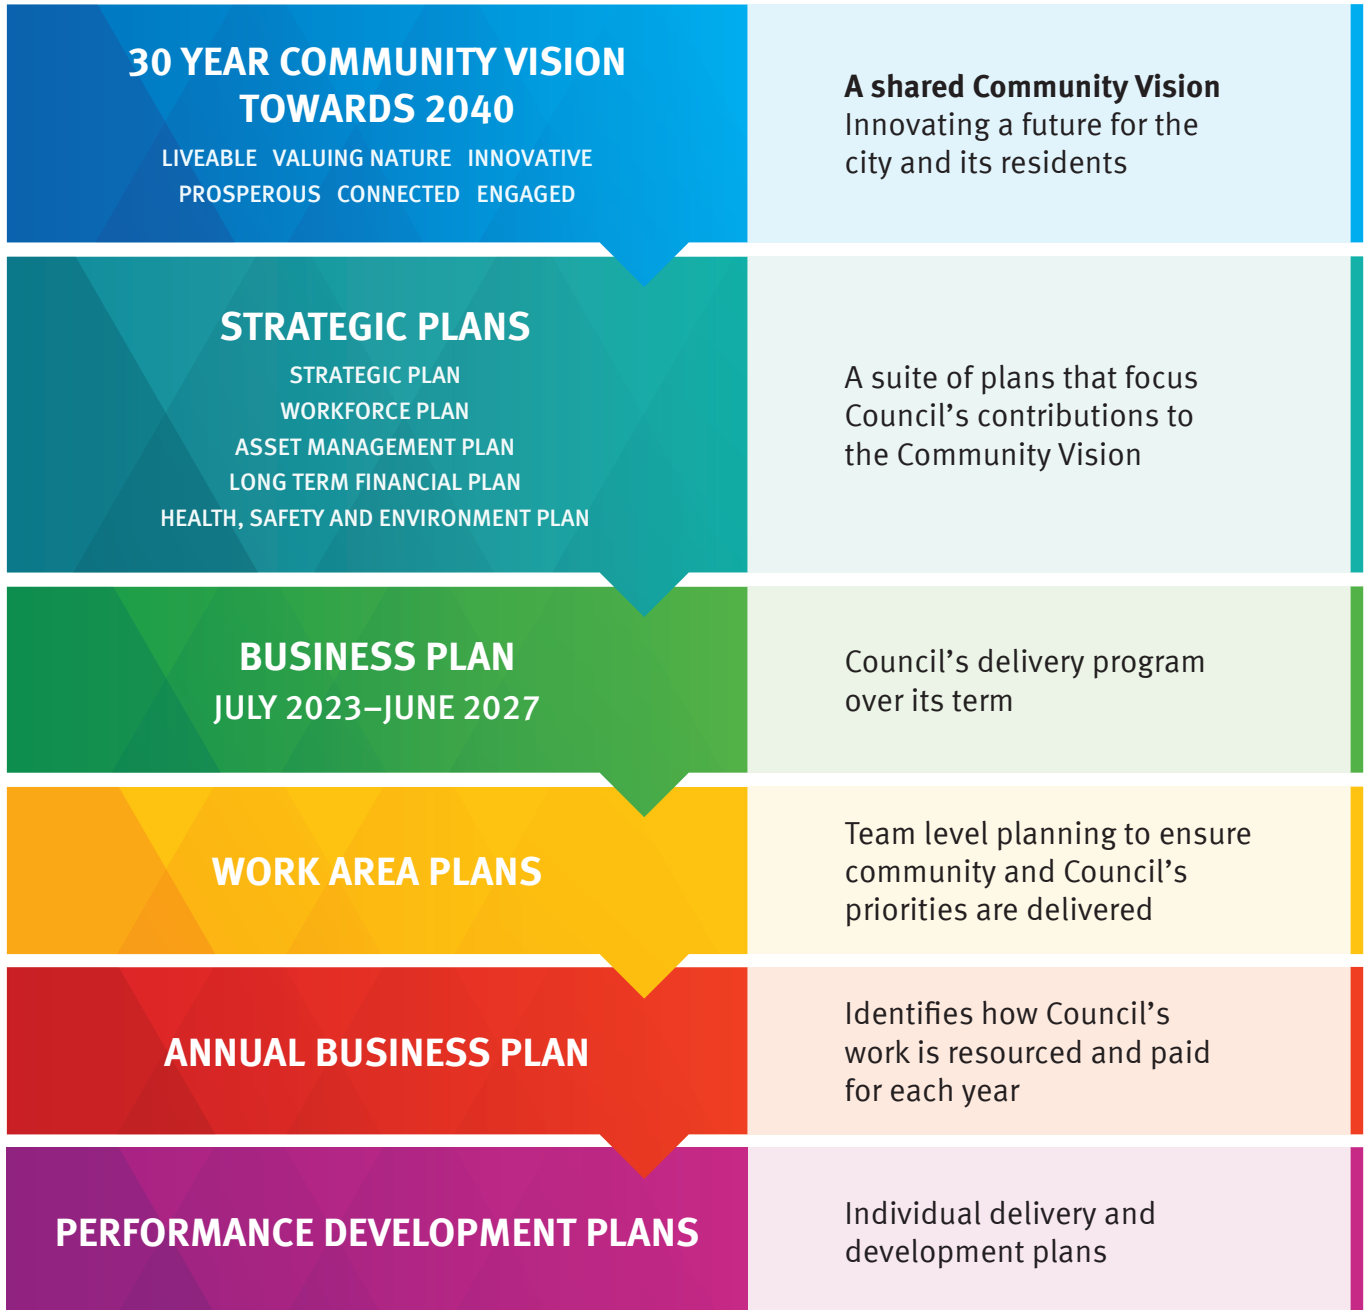 30 YEAR COMMUNITY VISION
TOWARDS 2040
LIVEABLE VALUING NATURE INNOVATIVE
PROSPEROUS CONNECTED ENGAGED
A shared Community Vision
Innovating a future for the
city and its residents
STRATEGIC PLANS
STRATEGIC PLAN
WORKFORCE PLAN
ASSET MANAGEMENT PLAN
LONG TERM FINANCIAL PLAN
HEALTH, SAFETY AND ENVIRONMENT PLAN
A suite of plans that focus
Council’s contributions to
the Community Vision
BUSINESS PLAN
JULY 2023–JUNE 2027
Council’s delivery program
over its term
WORK AREA PLANS
Team level planning to ensure
community and Council’s
priorities are delivered
ANNUAL BUSINESS PLAN
Identifies how Council’s
work is resourced and paid
for each year
PERFORMANCE DEVELOPMENT PLANS
Individual delivery and
development plans